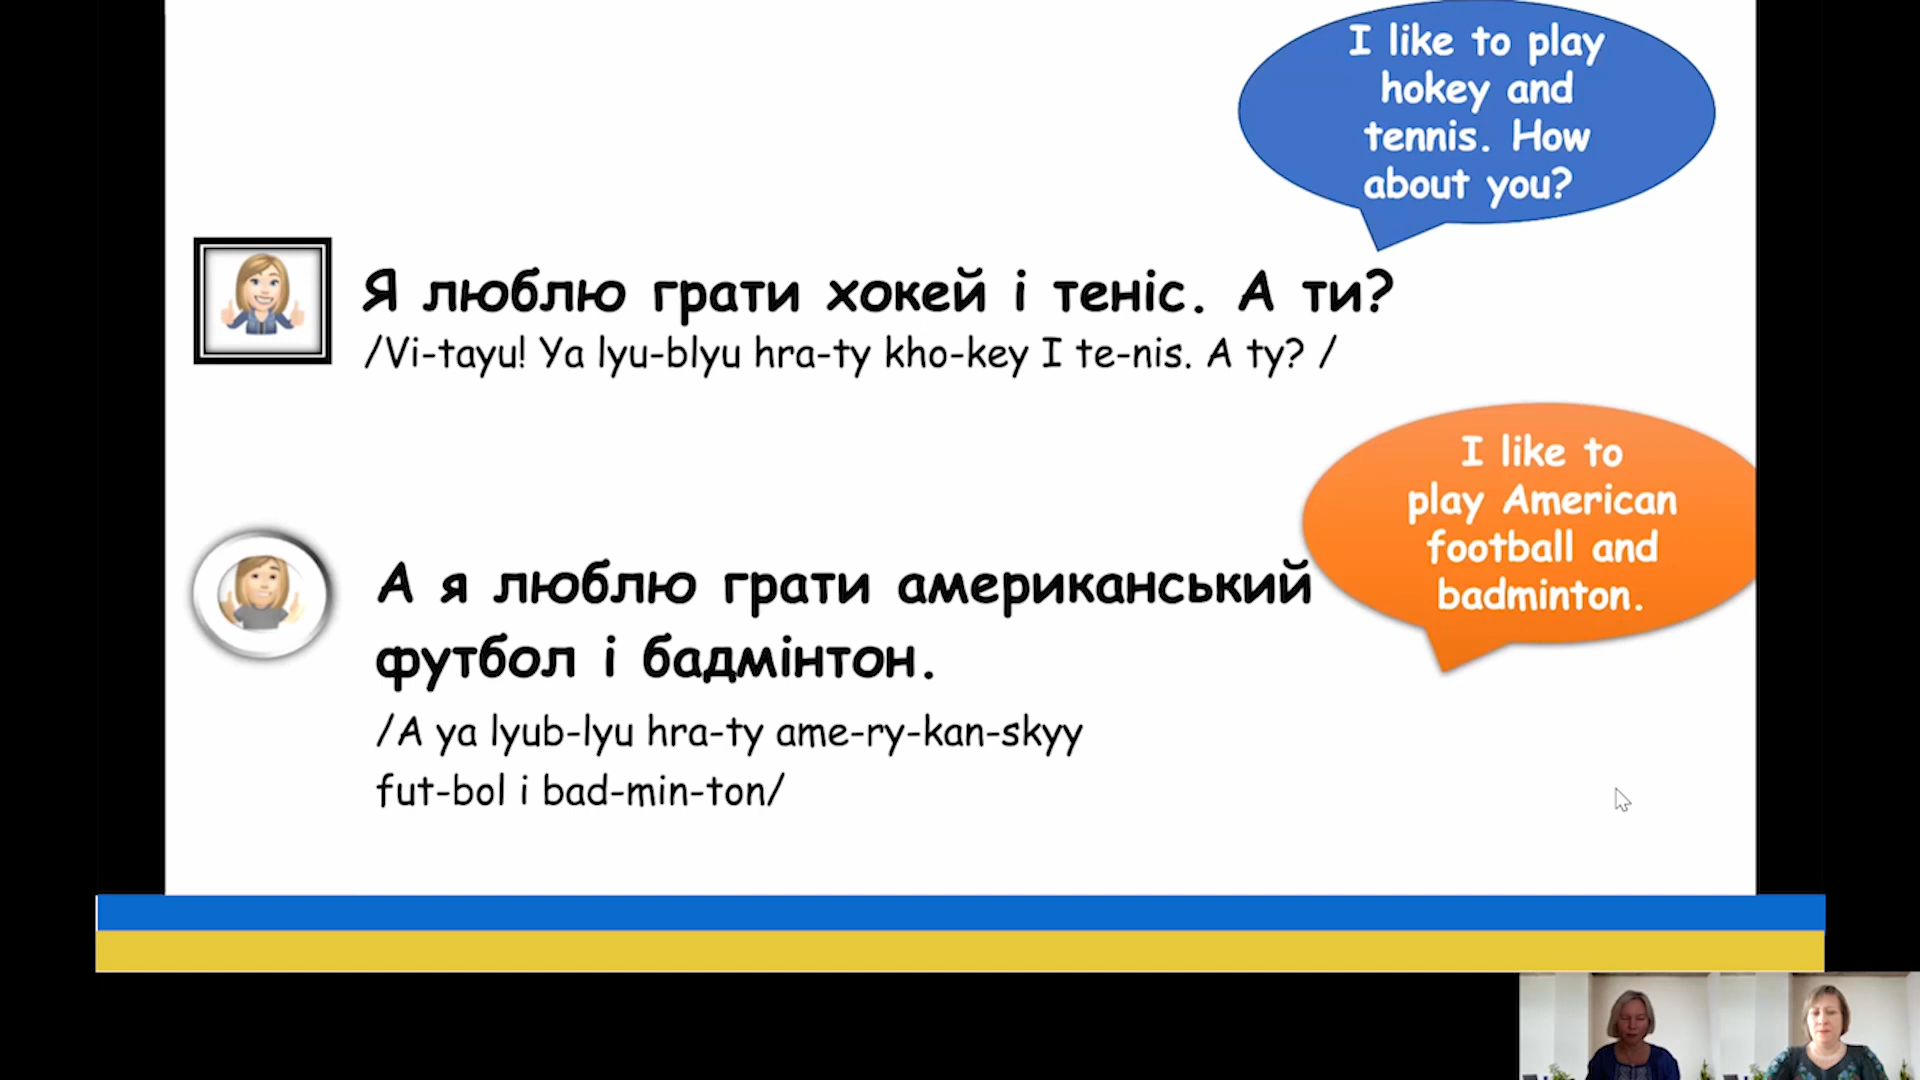 I like to play
hokey and
tennis. How
about you?
Я люблю грати хокей і теніс. А ти?
/Vi-tayu! Ya lyu-blyu hra-ty kho-key I te-nis. A ty? /
I like to
play American
football and
badminton.
А я люблю грати американський
футбол і бадмінтон.
/A ya lyub-lyu hra-ty ame-ry-kan-skyy
fut-bol i bad-min-ton/